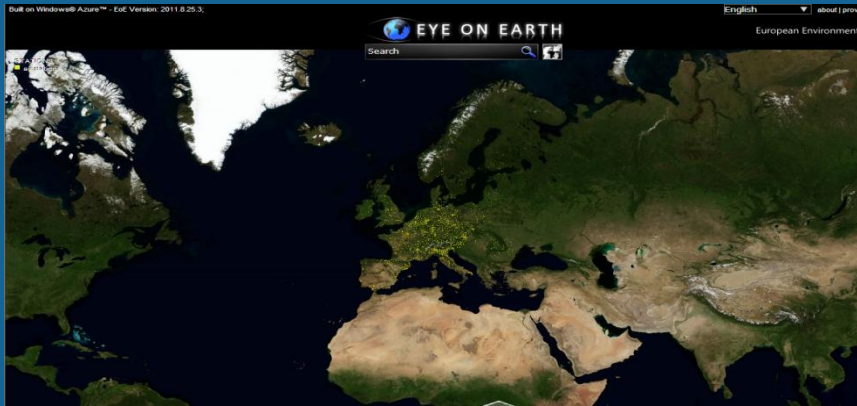 Built on Windows® Azure™ - EoE Version: 2011.8.25.3;
English
about | prov
EYE ON EARTH
European Environment
Search